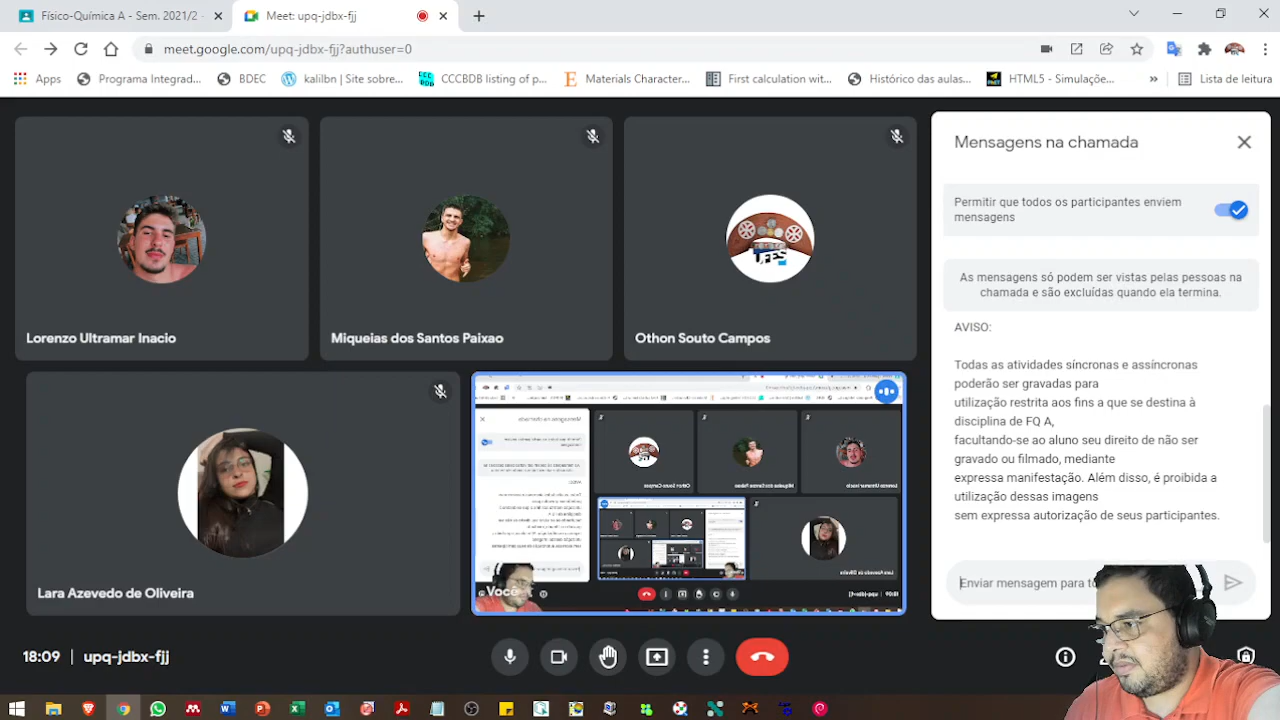 Físico-Química A - Sem. 2021/2 -
Meet: upq-jdbx-fjj
meet.google.com/upq-jdbx-fjj?authuser=0
Apps
Programa Integrad...
BDEC
kalilbn | Site sobre...
CCCBDB listing of p...
Materials Character...
First calculation wit...
Histórico das aulas...
HTML5 - Simulaçõe...
»
Lista de leitura
Mensagens na chamada
Permitir que todos os participantes enviem
mensagens
As mensagens só podem ser vistas pelas pessoas na
chamada e são excluídas quando ela termina.
AVISO:
Todas as atividades síncronas e assíncronas
poderão ser gravadas para
utilização restrita aos fins a que se destina à
disciplina de FQ A,
facultando-se ao aluno seu direito de não ser
gravado ou filmado, mediante
expressa manifestação. Além disso, é proibida a
utilização dessas imagens
sem expressa autorização de seus participantes.
Enviar mensagem para
Lorenzo Ultramar Inacio
Miqueias dos Santos Paixao
Othon Souto Campos
Lara Azevedo de Oliveira
Você
18:09 | upq-jdbx-fjj